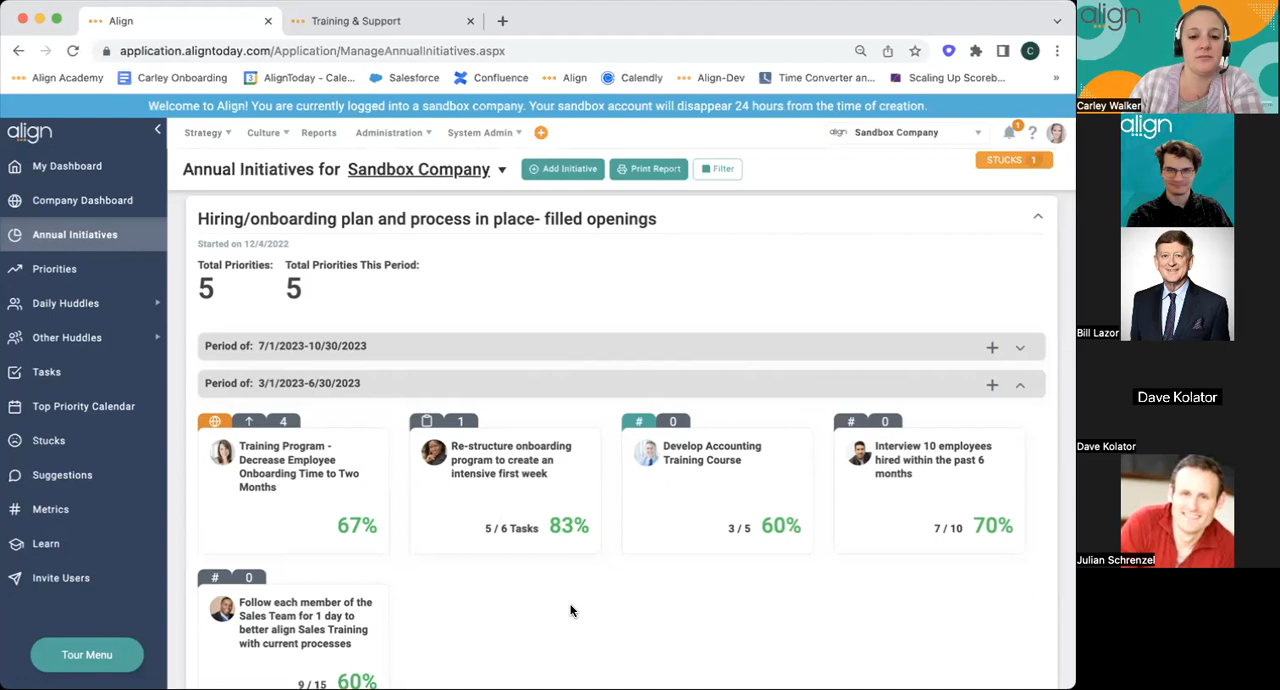 Align
Training & Support
application.aligntoday.com/Application/ManageAnnualInitiatives.aspx
C
Align Academy
Carley Onboarding
AlignToday - Cale...
Salesforce
Confluence
Align
Calendly
Align-Dev
Time Converter an...
Scaling Up Scoreb...
»
Welcome to Align! You are currently logged into a sandbox company. Your sandbox account will disappear 24 hours from the time of creation.
align
Strategy
Culture
Reports
Administration
System Admin
align
Sandbox Company
1
?
Annual Initiatives for Sandbox Company
Add Initiative
Print Report
Filter
STUCKS 1
My Dashboard
Company Dashboard
Annual Initiatives
Priorities
Daily Huddles
Other Huddles
Tasks
Top Priority Calendar
Stucks
Suggestions
# Metrics
Learn
Invite Users
Tour Menu
Hiring/onboarding plan and process in place- filled openings
Started on 12/4/2022
Total Priorities:
5
Total Priorities This Period:
5
Period of: 7/1/2023-10/30/2023
Period of: 3/1/2023-6/30/2023
4
Training Program -
Decrease Employee
Onboarding Time to Two
Months
67%
1
Re-structure onboarding
program to create an
intensive first week
5 / 6 Tasks 83%
# 0
Develop Accounting
Training Course
3 / 5 60%
# 0
Interview 10 employees
hired within the past 6
months
7 / 10 70%
# 0
Follow each member of the
Sales Team for 1 day to
better align Sales Training
with current processes
9 / 15 60%
align
Carley Walker
align
Bill Lazor
Dave Kolator
Dave Kolator
Julian Schrenzel